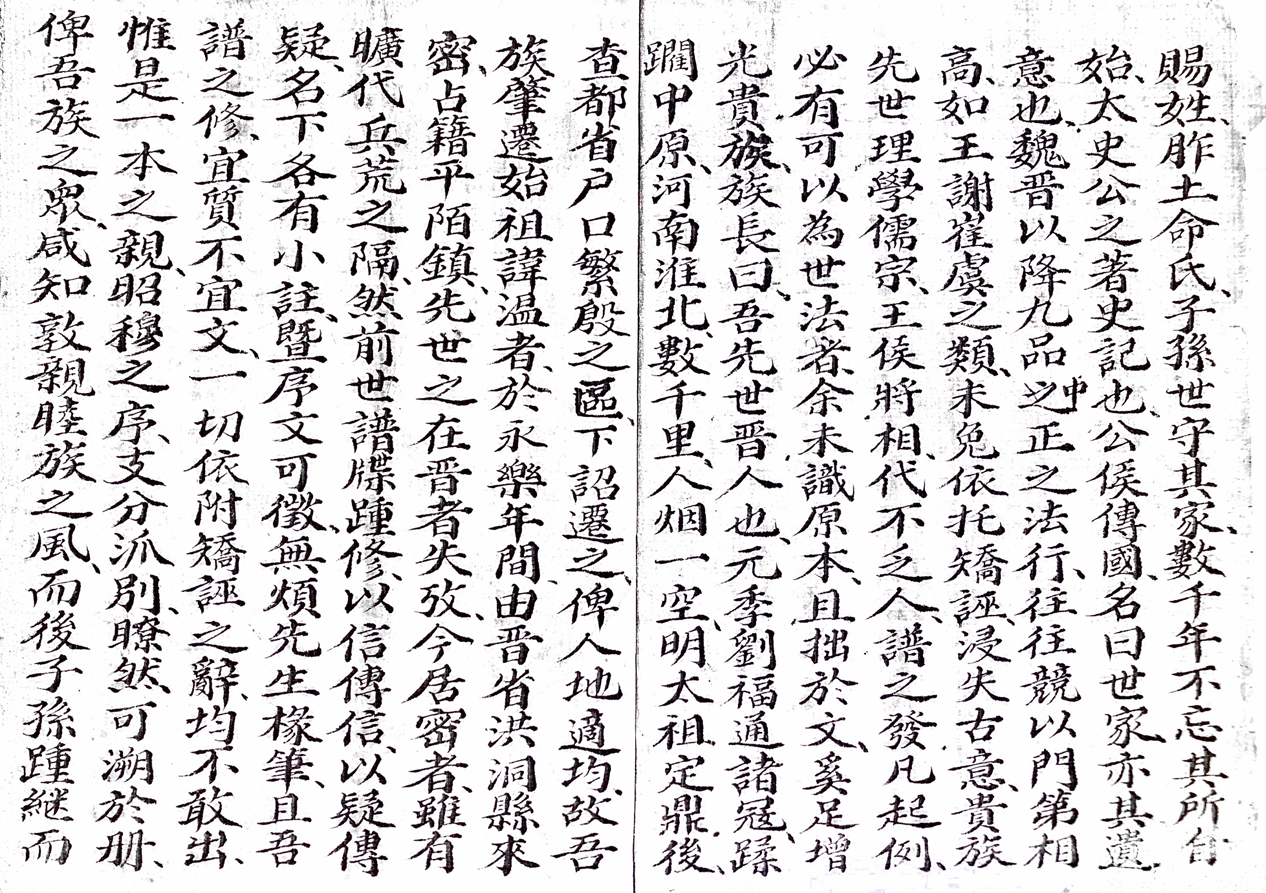 賜姓、胙土命氏、子孫世守其家、數千年不忘其所自
始、太史公之著史記也、公侯傳國、名曰世家、亦其遺
意也、魏晋以降九品中之正之法行、往往競以門第相
高、如王謝崔虞之類、未免依托矯誣、浸失古意、貴族
先世理學儒宗、王侯將相、代不乏人、譜之發凡起例、
必有可以為世法者、余未識原本、且拙於文、奚足增
光貴族、族長曰、吾先世晋人也、元季劉福通諸冦、蹂
躙中原、河南淮北、數千里、人烟一空、明太祖定鼎後、
查都省戶口繁殷之區、下詔遷之、俾人地適均、故吾
族肇遷始祖諱温者、於永樂年間、由晋省洪洞縣來
密、占籍平陌鎮、先世之在晋者失攷、今居密者、雖有
曠代兵荒之隔、然前世譜牒踵修、以信傳信、以疑傳
疑、名下各有小註、暨序文可徵、無煩先生椽筆、且吾
譜之修、宜質不宜文、一切依附矯誣之辭、均不敢出、
惟是一本之親、昭穆之序、支分派別、瞭然可溯於册、
俾吾族之衆、咸知敦親睦族之風、而後子孫踵繼而